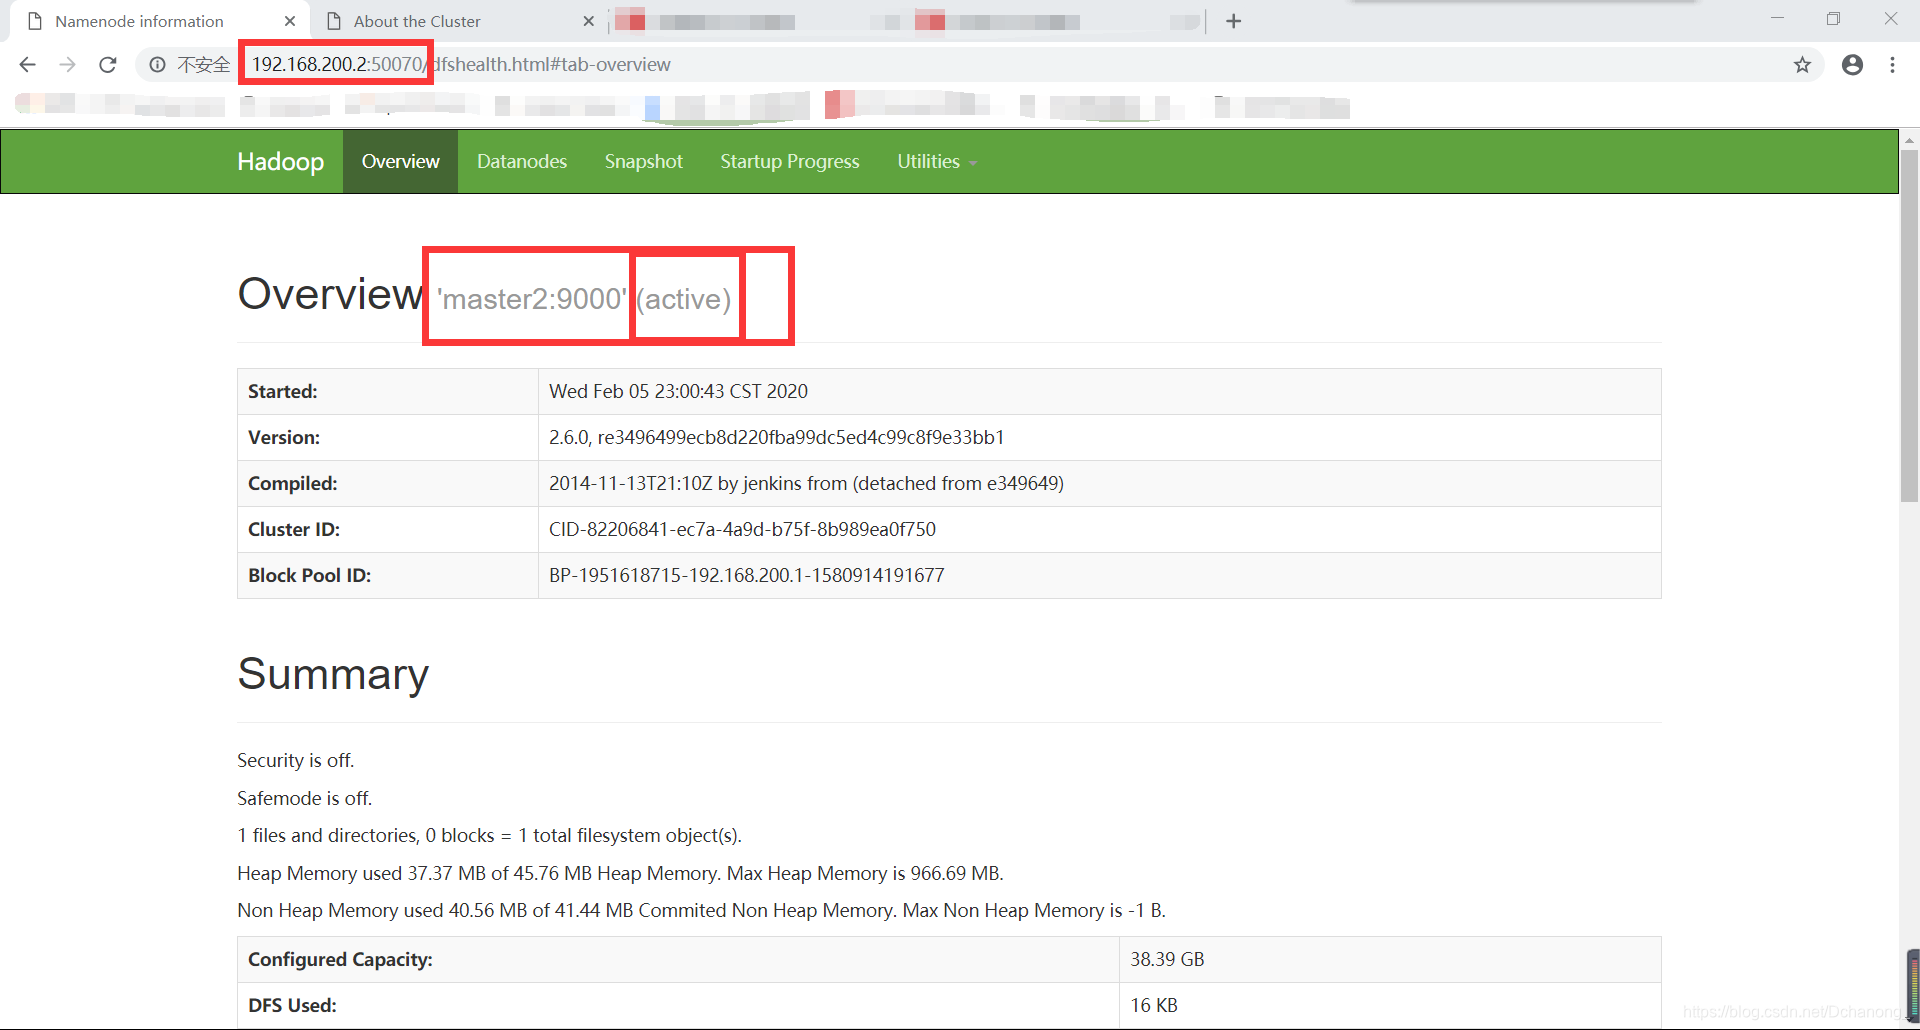 Namenode information
About the Cluster
不安全 192.168.200.2:50070/dfshealth.html#tab-overview
Hadoop Overview Datanodes Snapshot Startup Progress Utilities
Overview 'master2:9000' (active)
Started: Wed Feb 05 23:00:43 CST 2020
Version: 2.6.0, re3496499ecb8d220fba99dc5ed4c99c8f9e33bb1
Compiled: 2014-11-13T21:10Z by jenkins from (detached from e349649)
Cluster ID: CID-82206841-ec7a-4a9d-b75f-8b989ea0f750
Block Pool ID: BP-1951618715-192.168.200.1-1580914191677
Summary
Security is off.
Safemode is off.
1 files and directories, 0 blocks = 1 total filesystem object(s).
Heap Memory used 37.37 MB of 45.76 MB Heap Memory. Max Heap Memory is 966.69 MB.
Non Heap Memory used 40.56 MB of 41.44 MB Commited Non Heap Memory. Max Non Heap Memory is -1 B.
Configured Capacity: 38.39 GB
DFS Used: 16 KB
https://blog.csdn.net/Dchanong_